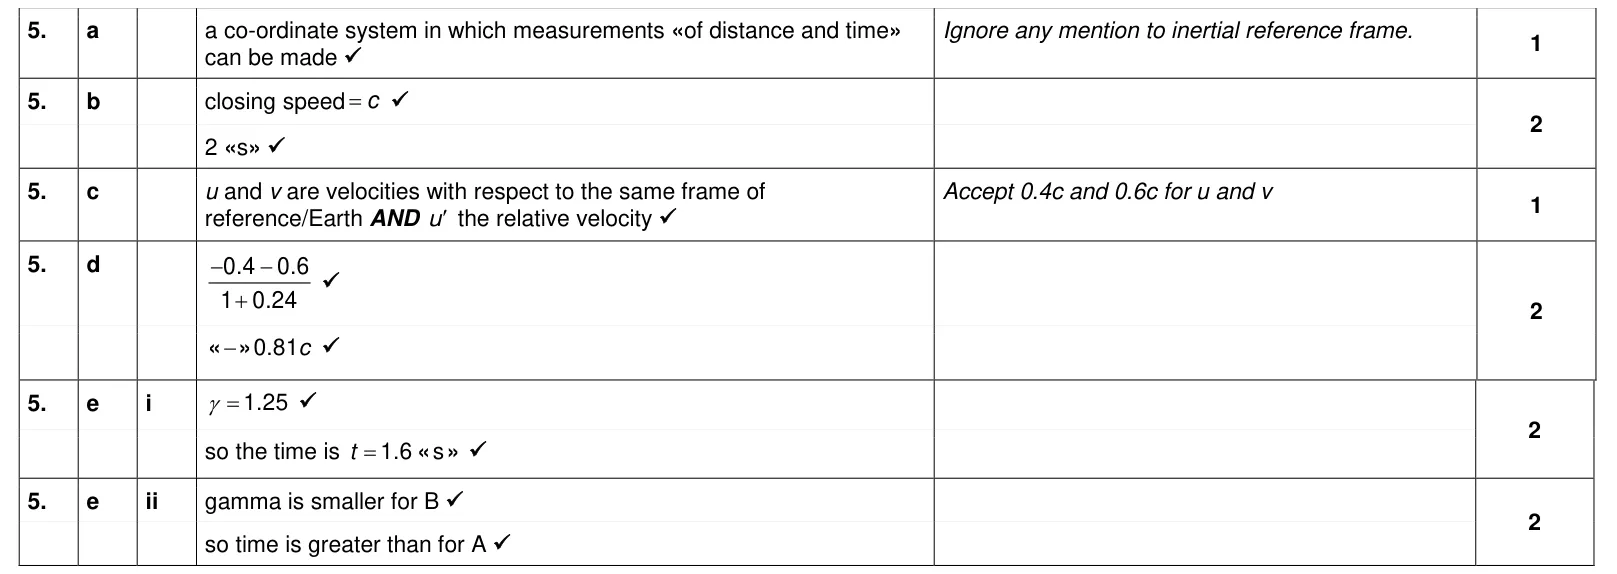 5. a a co-ordinate system in which measurements «of distance and time» Ignore any mention to inertial reference frame. 1
can be made ✓
5. b closing speed = c ✓ 2
2 «s» ✓
5. c u and v are velocities with respect to the same frame of Accept 0.4c and 0.6c for u and v 1
reference/Earth AND u′ the relative velocity ✓
5. d −0.4 − 0.6 ✓ 2
1 + 0.24
«–»0.81c ✓
5. e i γ = 1.25 ✓ 2
so the time is t = 1.6 «s» ✓
5. e ii gamma is smaller for B ✓ 2
so time is greater than for A ✓